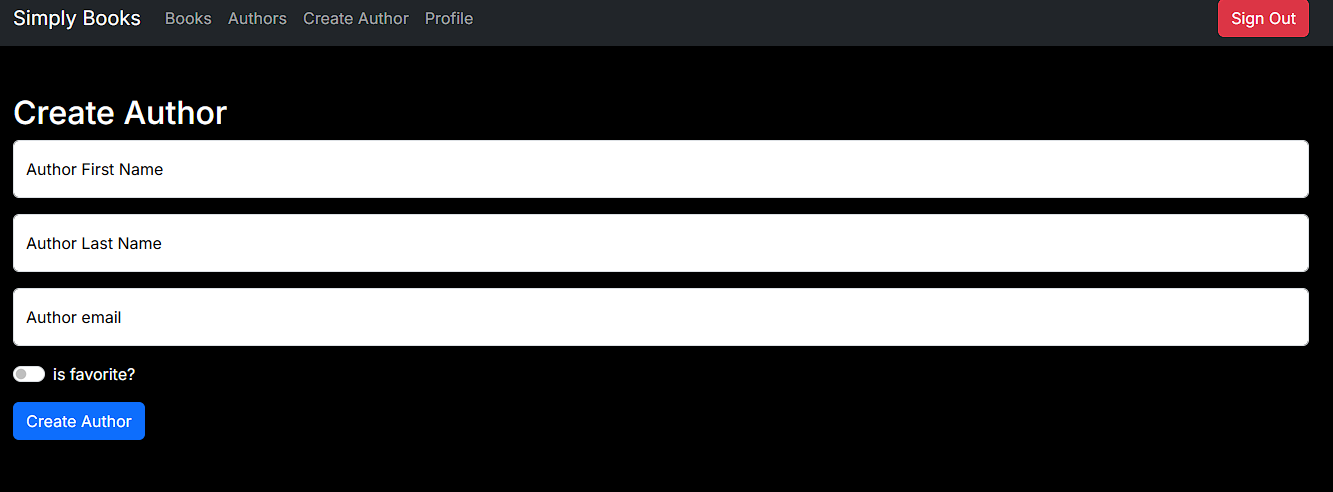 Simply Books Books Authors Create Author Profile Sign Out
Create Author
Author First Name
Author Last Name
Author email
is favorite?
Create Author